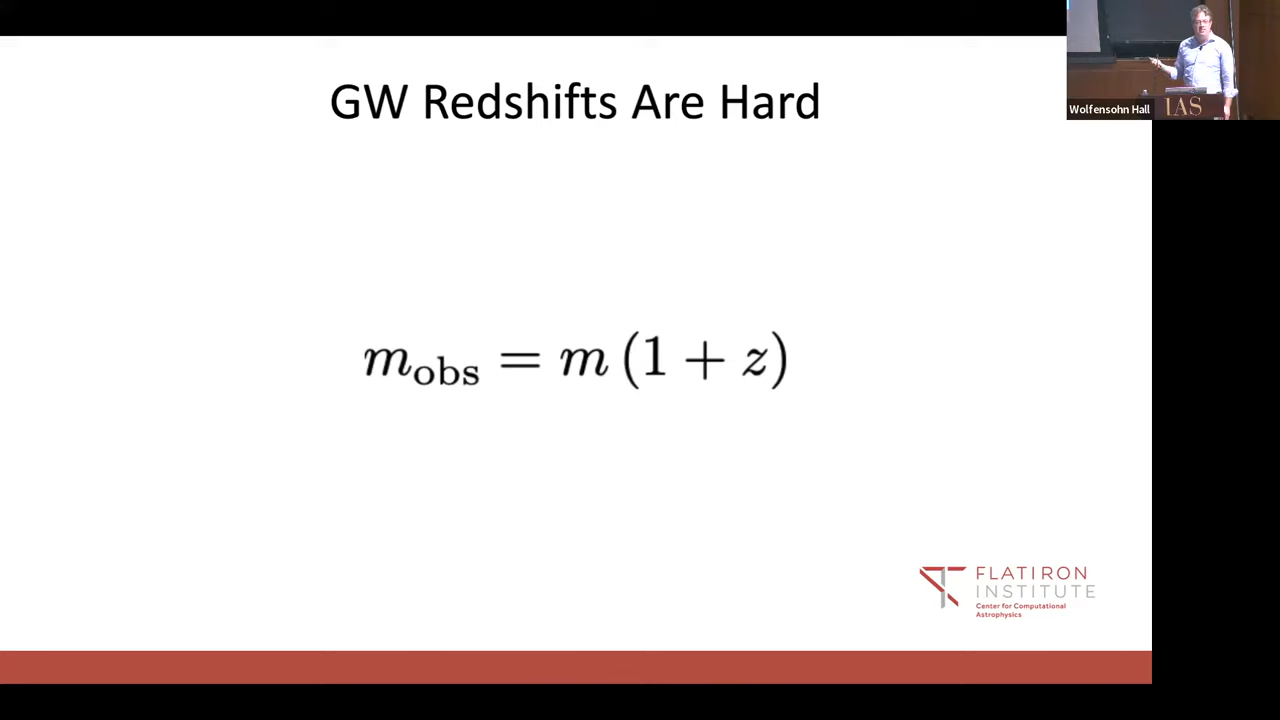 GW Redshifts Are Hard
Wolfensohn Hall
IAS
m_obs = m (1 + z)
FLATIRON
INSTITUTE
Center for Computational
Astrophysics